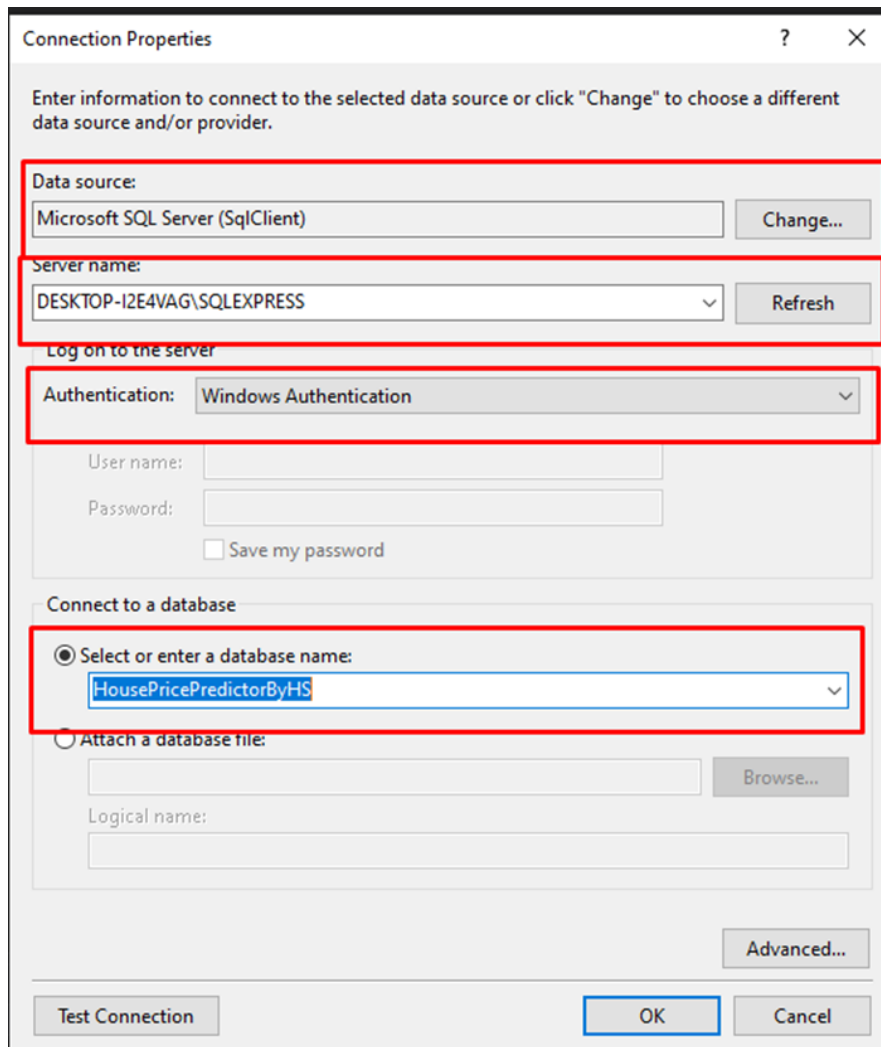 Connection Properties ?
Enter information to connect to the selected data source or click "Change" to choose a different
data source and/or provider.
Data source:
Microsoft SQL Server (SqlClient) Change...
Server name:
DESKTOP-I2E4VAG\SQLEXPRESS Refresh
Log on to the server
Authentication: Windows Authentication
User name:
Password:
Save my password
Connect to a database
Select or enter a database name:
HousePricePredictorByHS
Attach a database file:
Browse...
Logical name:
Advanced...
Test Connection OK Cancel